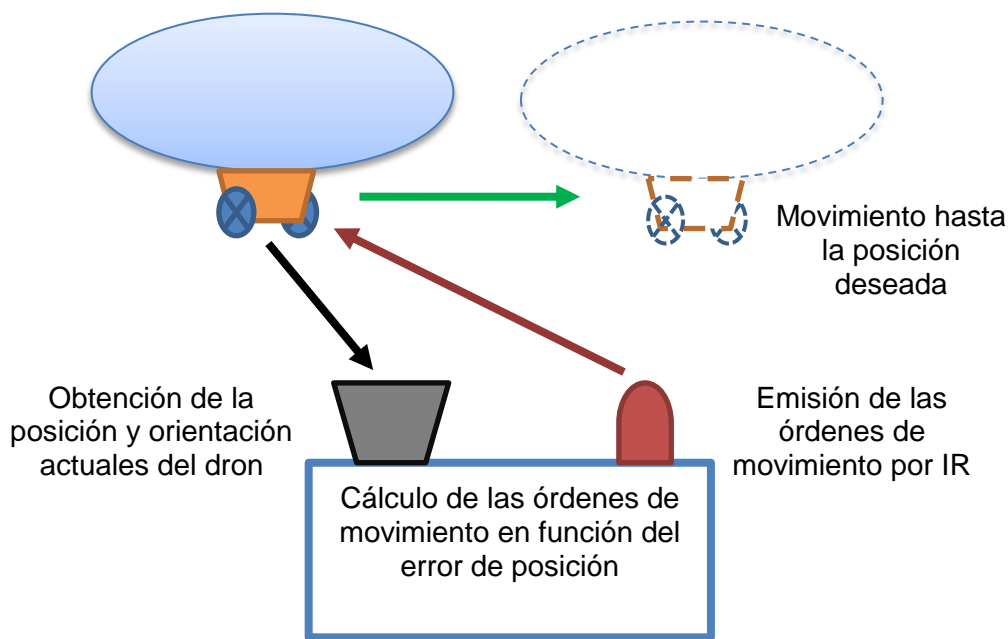 Movimiento hasta
la posición
deseada
Obtención de la
posición y orientación
actuales del dron
Emisión de las
órdenes de
movimiento por IR
Cálculo de las órdenes de
movimiento en función del
error de posición